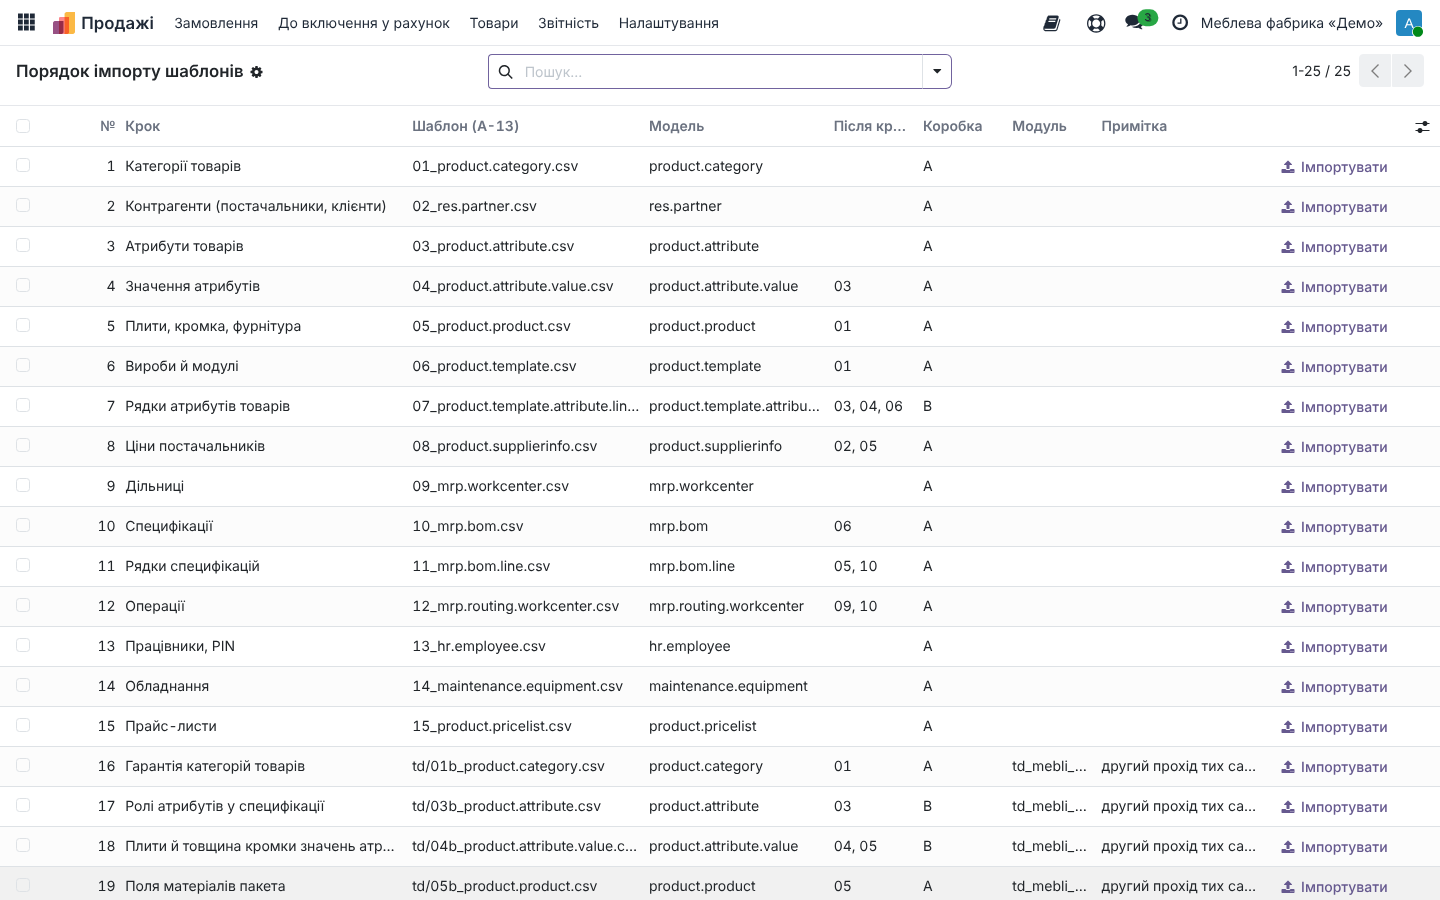 Продажі Замовлення До включення у рахунок Товари Звітність Налаштування 3 Меблева фабрика «Демо» A
Порядок імпорту шаблонів Пошук... 1-25 / 25
№ Крок Шаблон (А-13) Модель Після кр... Коробка Модуль Примітка
1 Категорії товарів 01_product.category.csv product.category A Імпортувати
2 Контрагенти (постачальники, клієнти) 02_res.partner.csv res.partner A Імпортувати
3 Атрибути товарів 03_product.attribute.csv product.attribute A Імпортувати
4 Значення атрибутів 04_product.attribute.value.csv product.attribute.value 03 A Імпортувати
5 Плити, кромка, фурнітура 05_product.product.csv product.product 01 A Імпортувати
6 Вироби й модулі 06_product.template.csv product.template 01 A Імпортувати
7 Рядки атрибутів товарів 07_product.template.attribute.lin... product.template.attribu... 03, 04, 06 B Імпортувати
8 Ціни постачальників 08_product.supplierinfo.csv product.supplierinfo 02, 05 A Імпортувати
9 Дільниці 09_mrp.workcenter.csv mrp.workcenter A Імпортувати
10 Специфікації 10_mrp.bom.csv mrp.bom 06 A Імпортувати
11 Рядки специфікацій 11_mrp.bom.line.csv mrp.bom.line 05, 10 A Імпортувати
12 Операції 12_mrp.routing.workcenter.csv mrp.routing.workcenter 09, 10 A Імпортувати
13 Працівники, PIN 13_hr.employee.csv hr.employee A Імпортувати
14 Обладнання 14_maintenance.equipment.csv maintenance.equipment A Імпортувати
15 Прайс-листи 15_product.pricelist.csv product.pricelist A Імпортувати
16 Гарантія категорій товарів td/01b_product.category.csv product.category 01 A td_mebli_... другий прохід тих са... Імпортувати
17 Ролі атрибутів у специфікації td/03b_product.attribute.csv product.attribute 03 B td_mebli_... другий прохід тих са... Імпортувати
18 Плити й товщина кромки значень атр... td/04b_product.attribute.value.c... product.attribute.value 04, 05 B td_mebli_... другий прохід тих са... Імпортувати
19 Поля матеріалів пакета td/05b_product.product.csv product.product 05 A td_mebli_... другий прохід тих са... Імпортувати